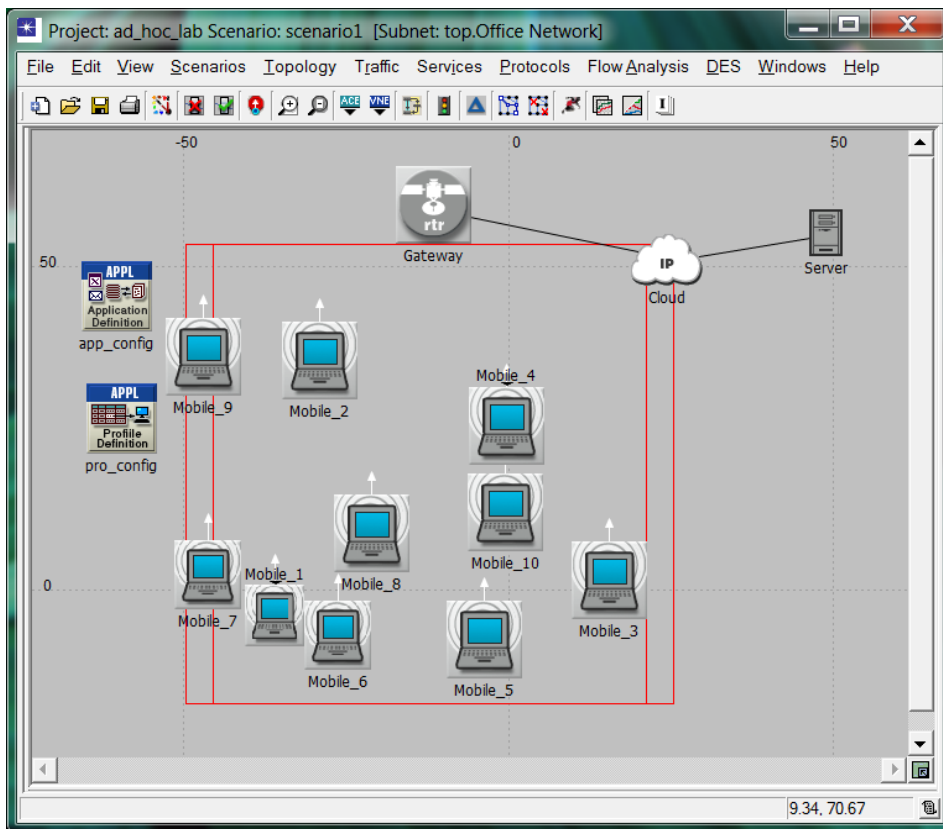 Project: ad_hoc_lab Scenario: scenario1 [Subnet: top.Office Network]
File Edit View Scenarios Topology Traffic Services Protocols Flow Analysis DES Windows Help
ACE VNE
-50 0 50
rtr
Gateway
IP
Cloud
Server
50
APPL
Application
Definition
app_config
Mobile_9
Mobile_2
Mobile_4
APPL
Profile
Definition
pro_config
Mobile_10
Mobile_8
0
Mobile_1
Mobile_7
Mobile_3
Mobile_6
Mobile_5
9.34, 70.67